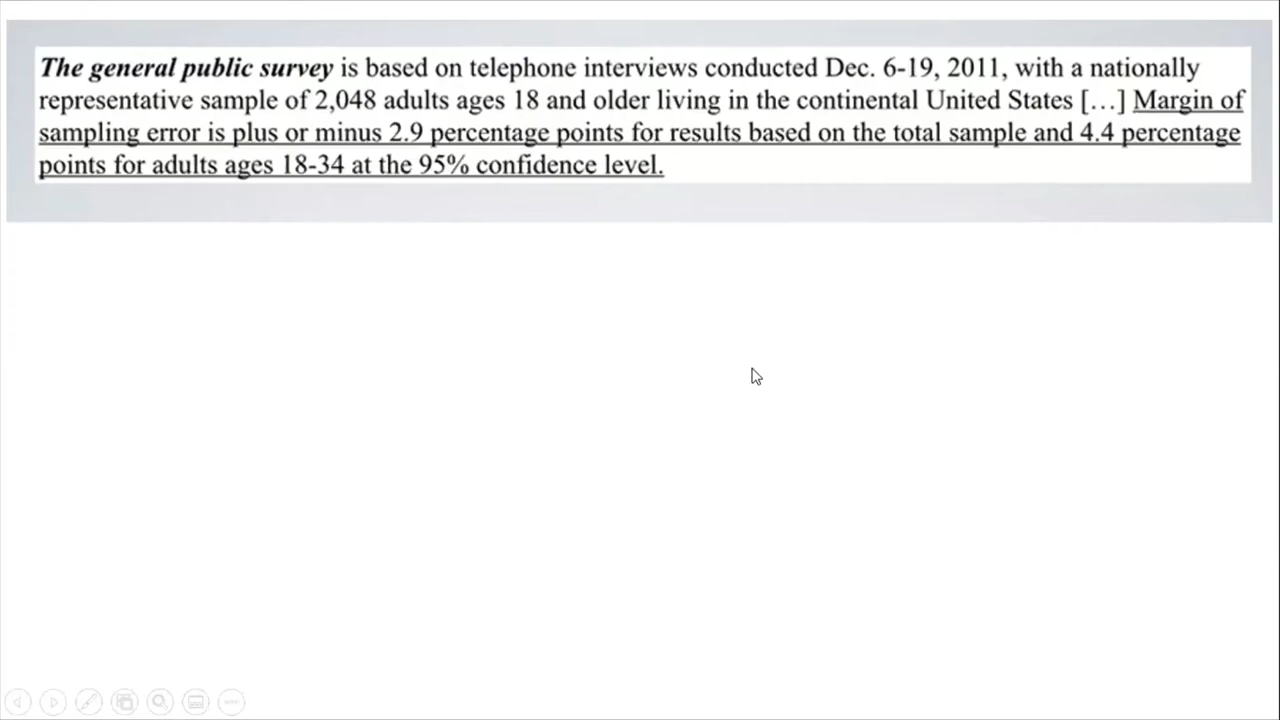 The general public survey is based on telephone interviews conducted Dec. 6-19, 2011, with a nationally
representative sample of 2,048 adults ages 18 and older living in the continental United States […] Margin of
sampling error is plus or minus 2.9 percentage points for results based on the total sample and 4.4 percentage
points for adults ages 18-34 at the 95% confidence level.